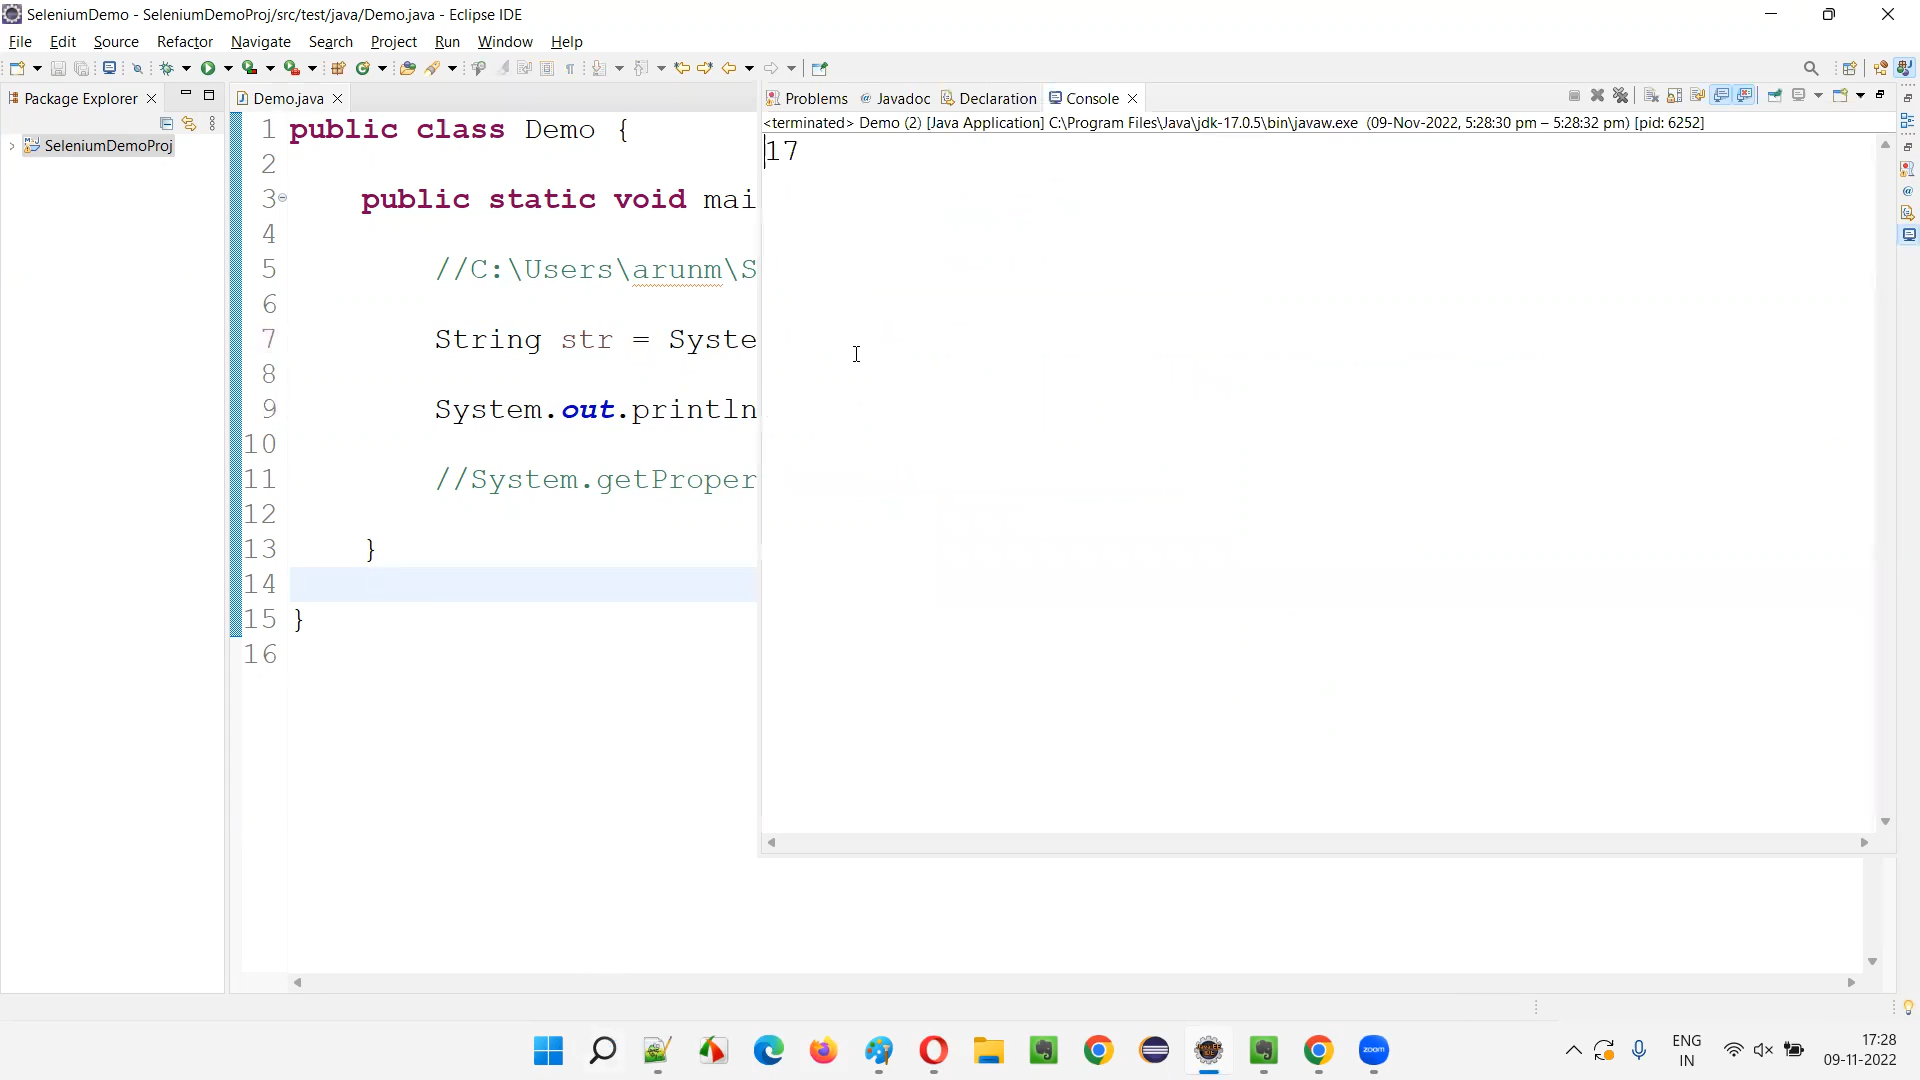 SeleniumDemo - SeleniumDemoProj/src/test/java/Demo.java - Eclipse IDE
File Edit Source Refactor Navigate Search Project Run Window Help
Package Explorer
SeleniumDemoProj
Demo.java
1 public class Demo {
2
3 public static void mai
4
5 //C:\Users\arunm\S
6
7 String str = Syste
8
9 System.out.println
10
11 //System.getProper
12
13 }
14
15 }
16
Problems @ Javadoc Declaration Console
<terminated> Demo (2) [Java Application] C:\Program Files\Java\jdk-17.0.5\bin\javaw.exe (09-Nov-2022, 5:28:30 pm – 5:28:32 pm) [pid: 6252]
17
zoom
ENG
IN
17:28
09-11-2022